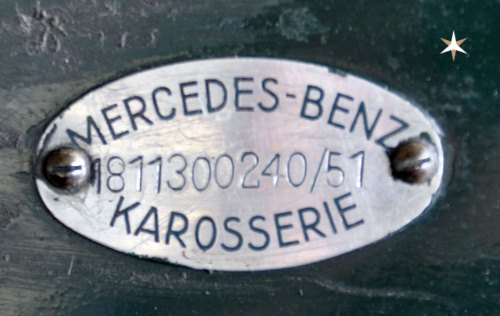 MERCEDES-BENZ
1811300240/51
KAROSSERIE